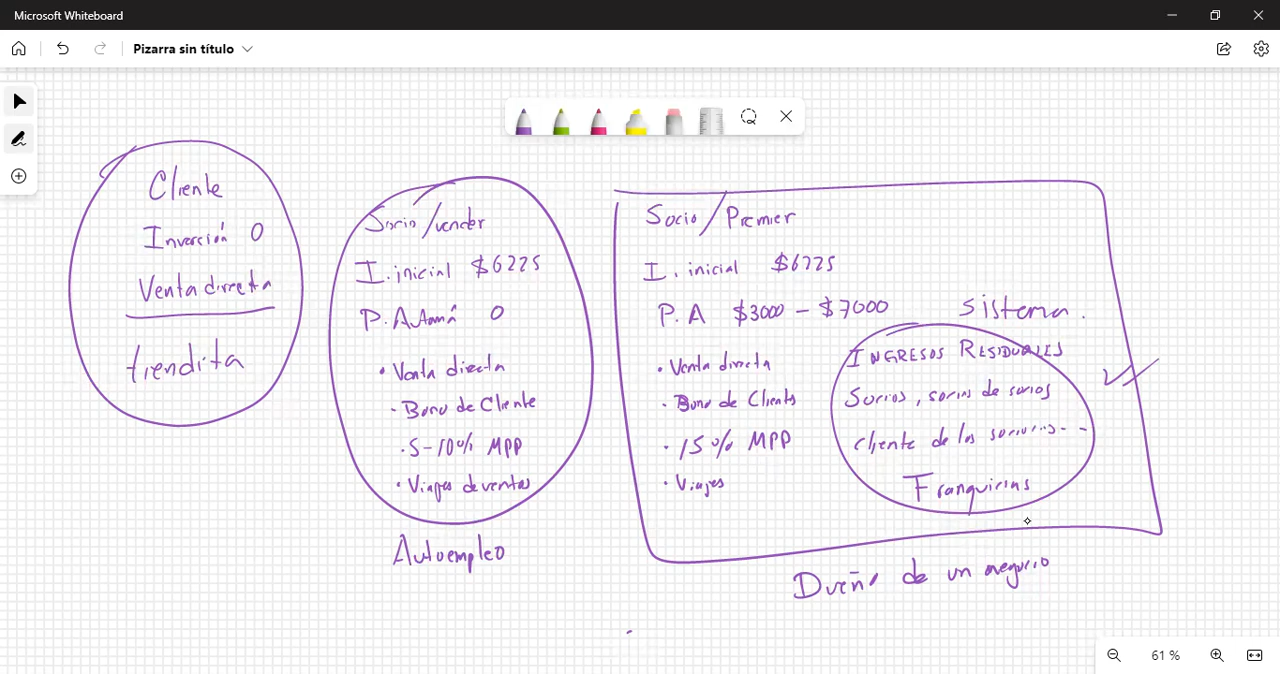 Microsoft Whiteboard
Pizarra sin título
Cliente
Inversión 0
Venta directa
tiendita
Socio/vender
I. inicial $6225
P. Automá 0
• Venta directa
• Bono de Cliente
• 5-10% MPP
• Viajes de ventas
Autoempleo
Socio/Premier
I. inicial $6225
P. A $3000 - $7000
• Venta directa
• Bono de Cliente
• 15% MPP
• Viajes
Sistema.
INGRESOS RESIDUALES
Socios, socios de socios
cliente de los
Franquicias
Dueño de un negocio
61 %